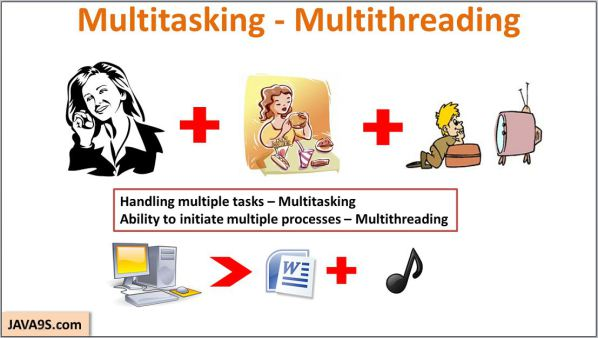 Multitasking - Multithreading
Handling multiple tasks – Multitasking
Ability to initiate multiple processes – Multithreading
W
JAVA9S.com